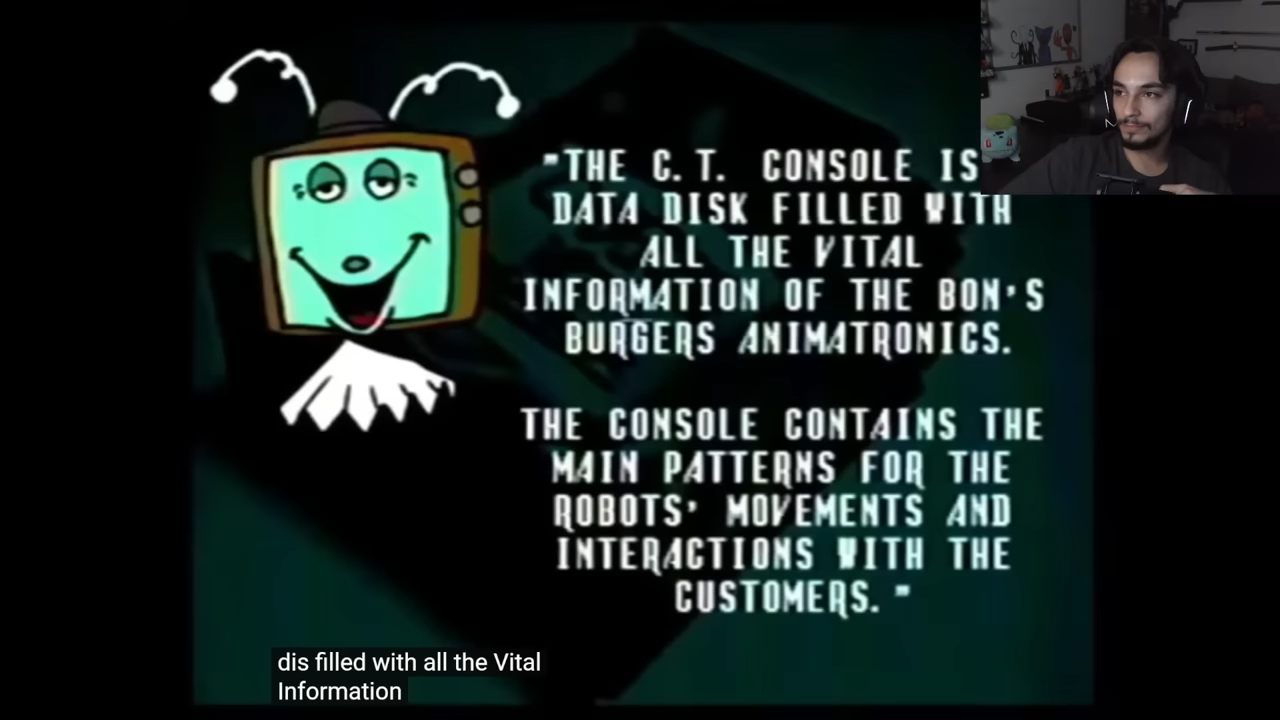 "THE C.T. CONSOLE IS
DATA DISK FILLED WITH
ALL THE VITAL
INFORMATION OF THE BON'S
BURGERS ANIMATRONICS.
THE CONSOLE CONTAINS THE
MAIN PATTERNS FOR THE
ROBOTS' MOVEMENTS AND
INTERACTIONS WITH THE
CUSTOMERS."
dis filled with all the Vital
Information